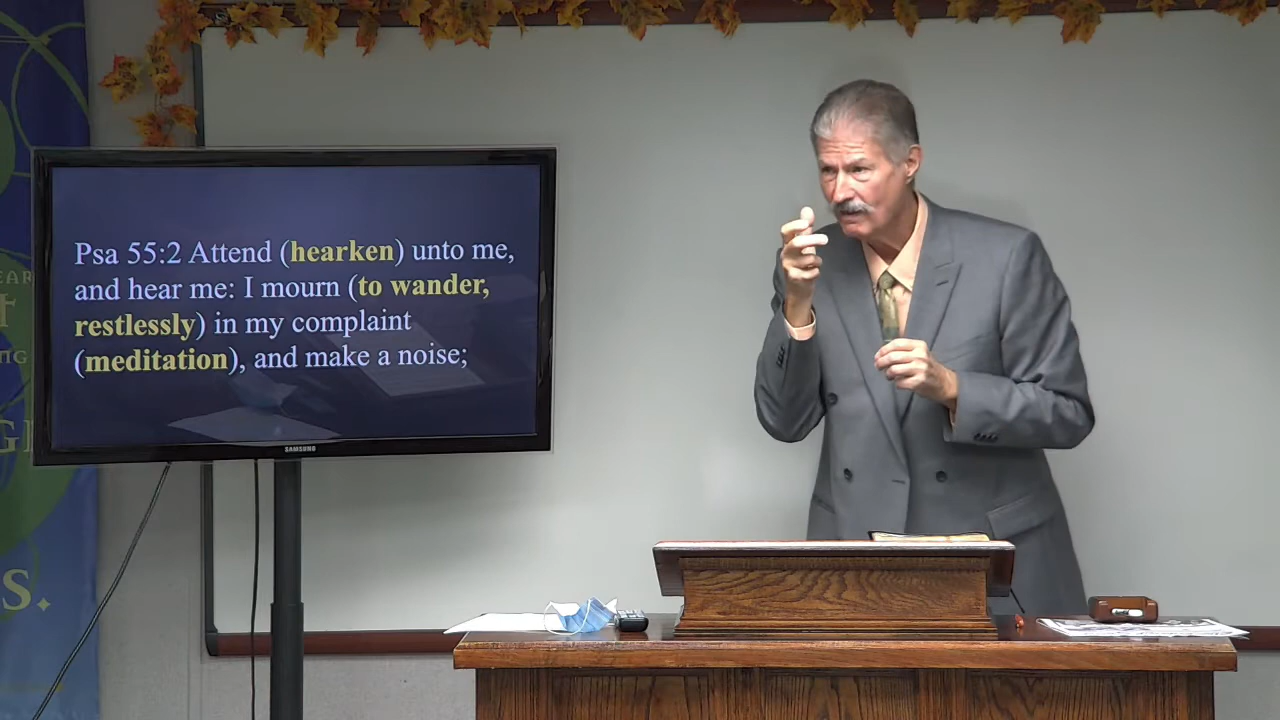 Psa 55:2 Attend (hearken) unto me,
and hear me: I mourn (to wander,
restlessly) in my complaint
(meditation), and make a noise;
SAMSUNG